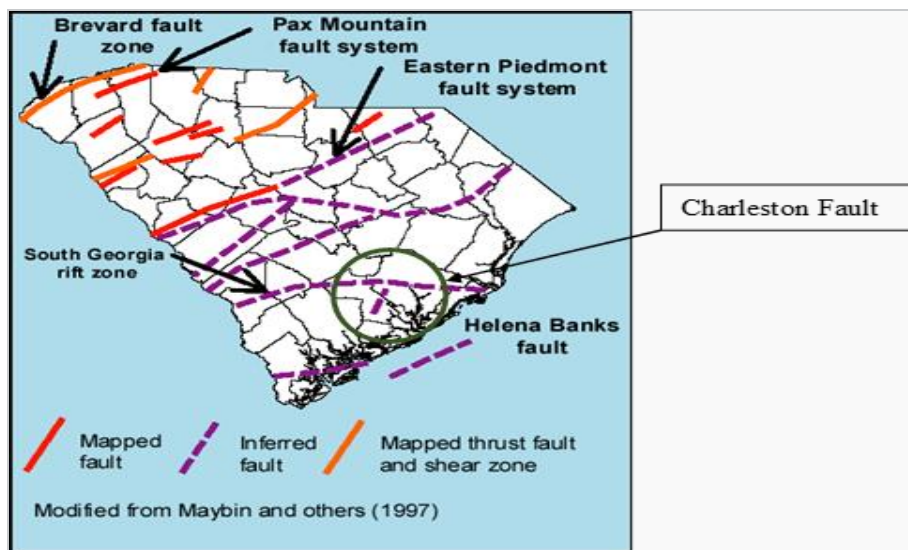 Brevard fault
zone
Pax Mountain
fault system
Eastern Piedmont
fault system
Charleston Fault
South Georgia
rift zone
Helena Banks
fault
Mapped
fault
Inferred
fault
Mapped thrust fault
and shear zone
Modified from Maybin and others (1997)